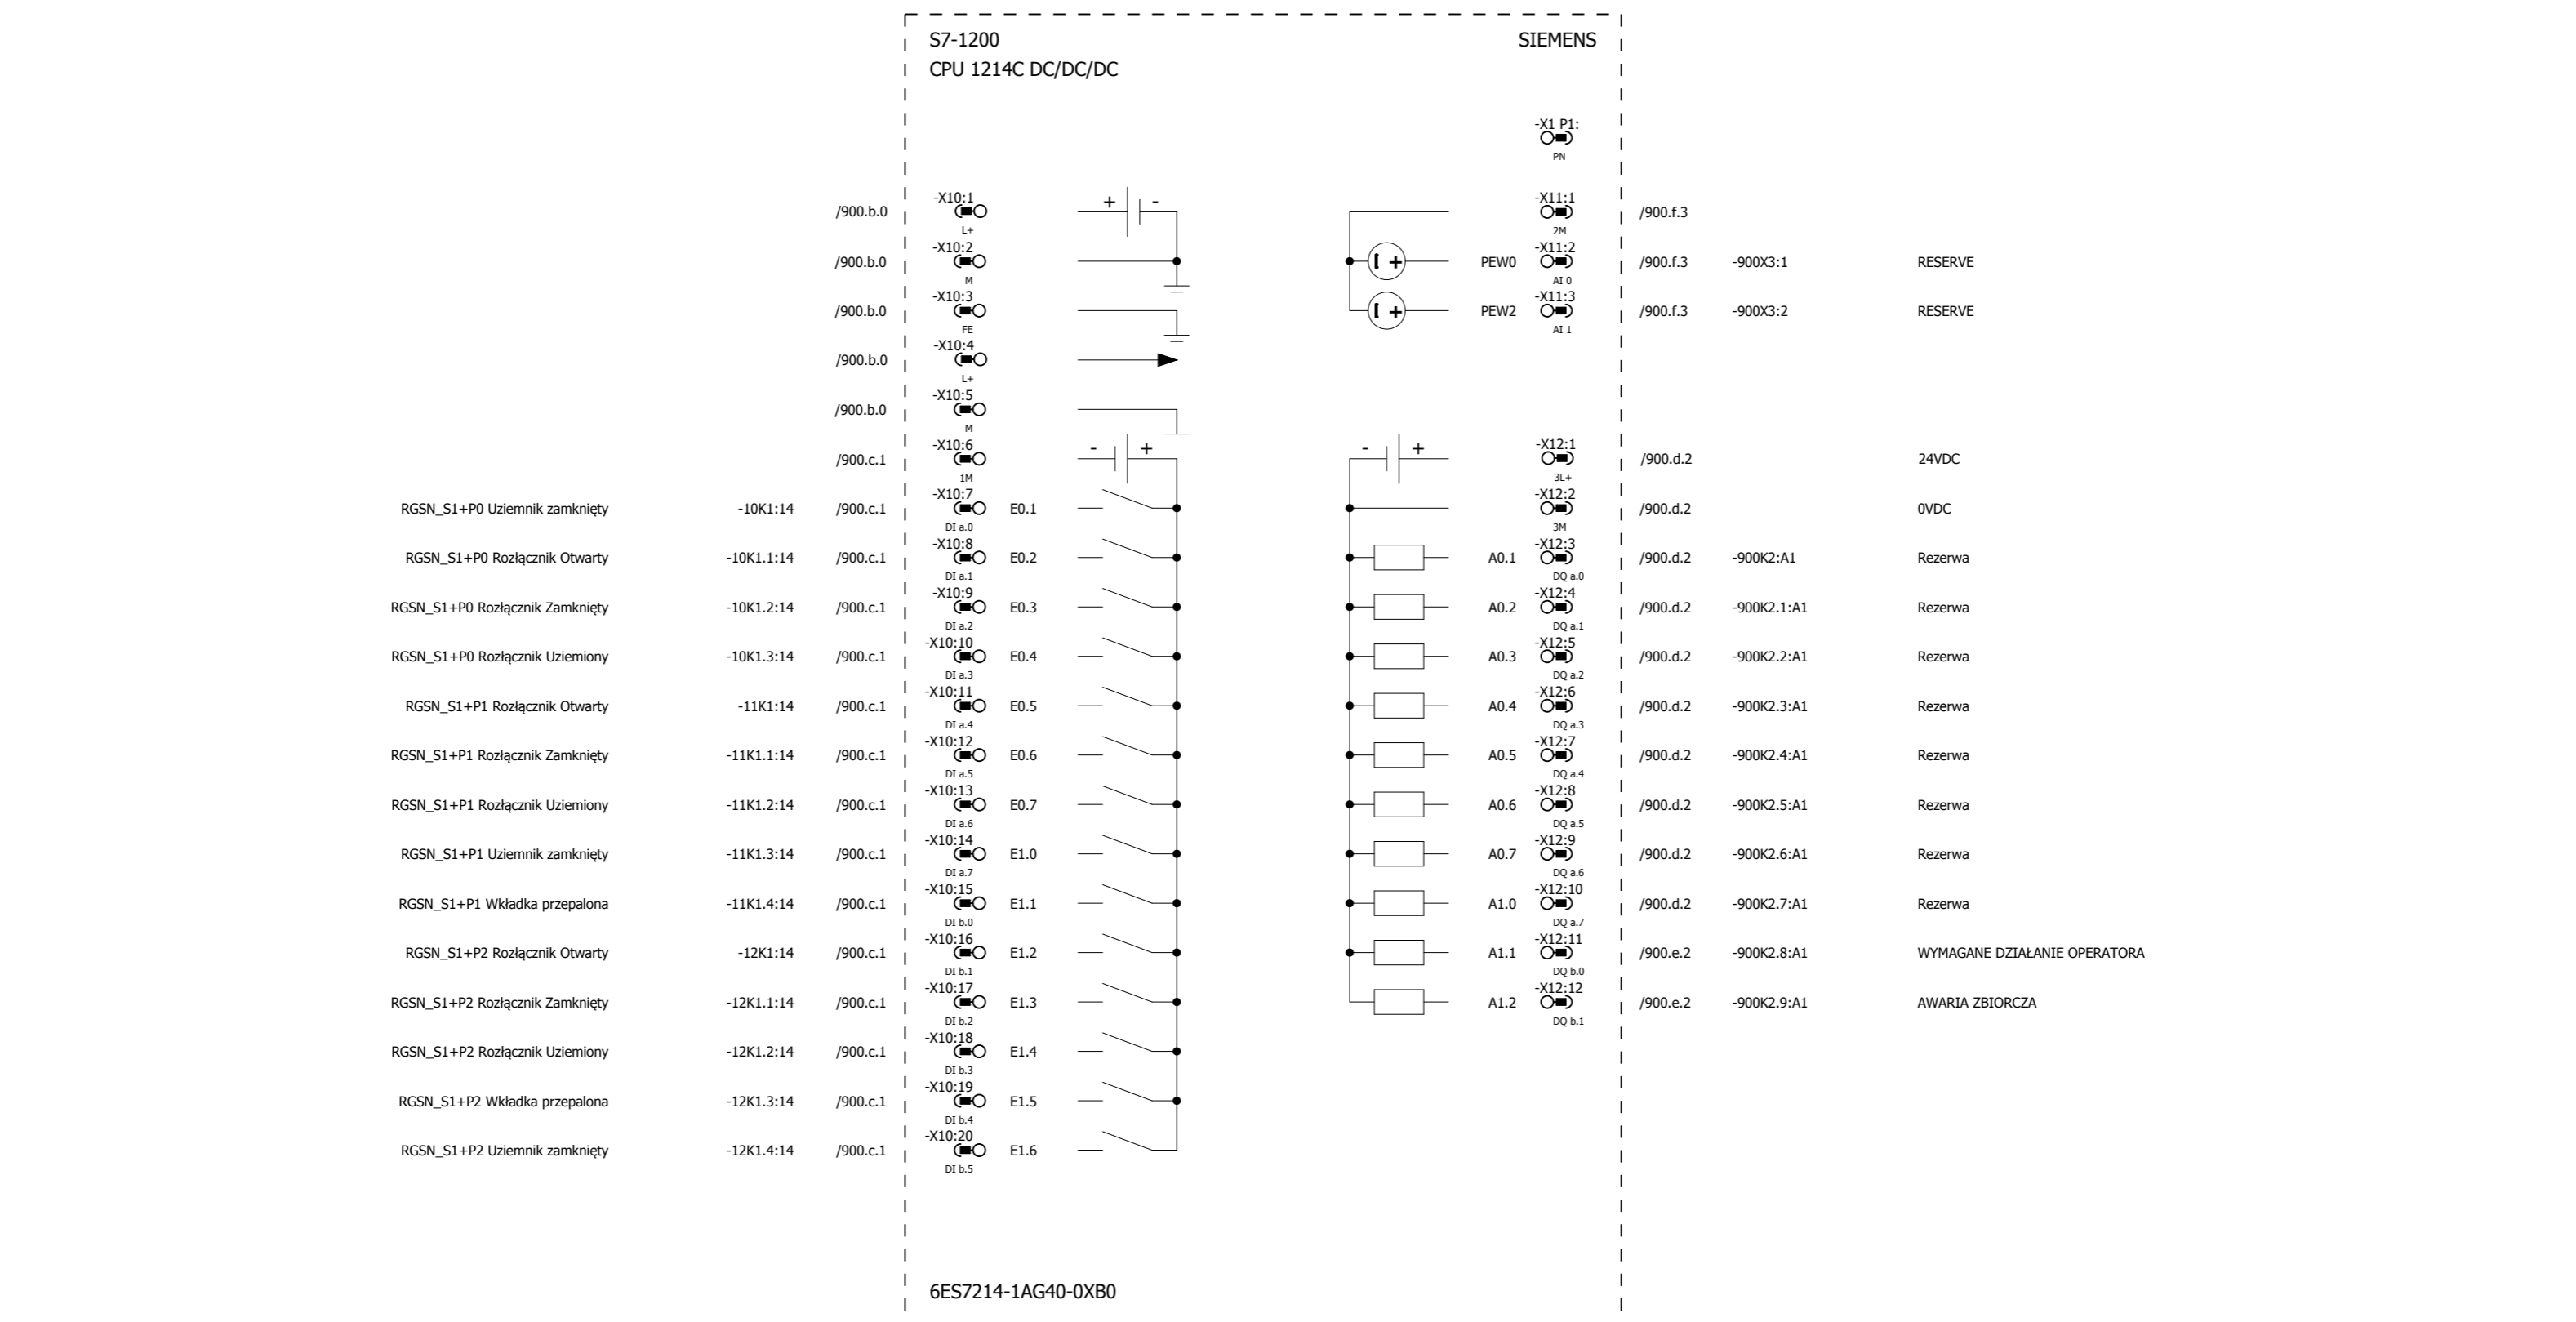 S7-1200 SIEMENS
CPU 1214C DC/DC/DC
-X1 P1:
PN
/900.b.0 -X10:1 L+ + - -X11:1 2M /900.f.3
/900.b.0 -X10:2 M PEW0 -X11:2 AI 0 /900.f.3 -900X3:1 RESERVE
/900.b.0 -X10:3 FE PEW2 -X11:3 AI 1 /900.f.3 -900X3:2 RESERVE
/900.b.0 -X10:4 L+
/900.b.0 -X10:5 M
/900.c.1 -X10:6 1M - + - + -X12:1 3L+ /900.d.2 24VDC
RGSN_S1+P0 Uziemnik zamknięty -10K1:14 /900.c.1 -X10:7 DI a.0 E0.1 -X12:2 3M /900.d.2 0VDC
RGSN_S1+P0 Rozłącznik Otwarty -10K1.1:14 /900.c.1 -X10:8 DI a.1 E0.2 A0.1 -X12:3 DQ a.0 /900.d.2 -900K2:A1 Rezerwa
RGSN_S1+P0 Rozłącznik Zamknięty -10K1.2:14 /900.c.1 -X10:9 DI a.2 E0.3 A0.2 -X12:4 DQ a.1 /900.d.2 -900K2.1:A1 Rezerwa
RGSN_S1+P0 Rozłącznik Uziemiony -10K1.3:14 /900.c.1 -X10:10 DI a.3 E0.4 A0.3 -X12:5 DQ a.2 /900.d.2 -900K2.2:A1 Rezerwa
RGSN_S1+P1 Rozłącznik Otwarty -11K1:14 /900.c.1 -X10:11 DI a.4 E0.5 A0.4 -X12:6 DQ a.3 /900.d.2 -900K2.3:A1 Rezerwa
RGSN_S1+P1 Rozłącznik Zamknięty -11K1.1:14 /900.c.1 -X10:12 DI a.5 E0.6 A0.5 -X12:7 DQ a.4 /900.d.2 -900K2.4:A1 Rezerwa
RGSN_S1+P1 Rozłącznik Uziemiony -11K1.2:14 /900.c.1 -X10:13 DI a.6 E0.7 A0.6 -X12:8 DQ a.5 /900.d.2 -900K2.5:A1 Rezerwa
RGSN_S1+P1 Uziemnik zamknięty -11K1.3:14 /900.c.1 -X10:14 DI a.7 E1.0 A0.7 -X12:9 DQ a.6 /900.d.2 -900K2.6:A1 Rezerwa
RGSN_S1+P1 Wkładka przepalona -11K1.4:14 /900.c.1 -X10:15 DI b.0 E1.1 A1.0 -X12:10 DQ a.7 /900.d.2 -900K2.7:A1 Rezerwa
RGSN_S1+P2 Rozłącznik Otwarty -12K1:14 /900.c.1 -X10:16 DI b.1 E1.2 A1.1 -X12:11 DQ b.0 /900.e.2 -900K2.8:A1 WYMAGANE DZIAŁANIE OPERATORA
RGSN_S1+P2 Rozłącznik Zamknięty -12K1.1:14 /900.c.1 -X10:17 DI b.2 E1.3 A1.2 -X12:12 DQ b.1 /900.e.2 -900K2.9:A1 AWARIA ZBIORCZA
RGSN_S1+P2 Rozłącznik Uziemiony -12K1.2:14 /900.c.1 -X10:18 DI b.3 E1.4
RGSN_S1+P2 Wkładka przepalona -12K1.3:14 /900.c.1 -X10:19 DI b.4 E1.5
RGSN_S1+P2 Uziemnik zamknięty -12K1.4:14 /900.c.1 -X10:20 DI b.5 E1.6
6ES7214-1AG40-0XB0